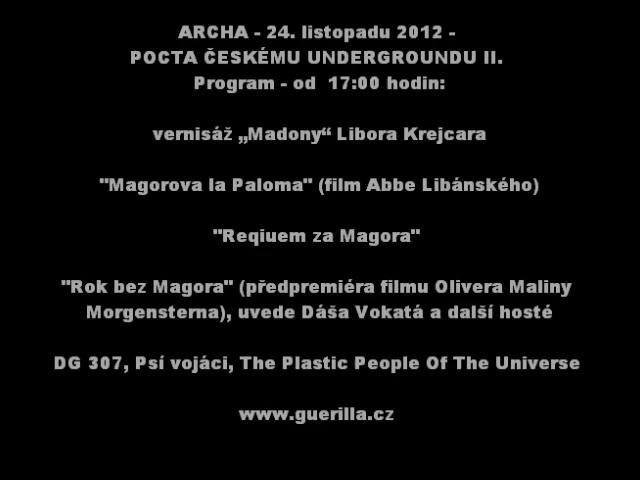 ARCHA - 24. listopadu 2012 -
POCTA ČESKÉMU UNDERGROUNDU II.
Program - od 17:00 hodin:
vernisáž „Madony“ Libora Krejcara
"Magorova la Paloma" (film Abbe Libánského)
"Reqiuem za Magora"
"Rok bez Magora" (předpremiéra filmu Olivera Maliny
Morgensterna), uvede Dáša Vokatá a další hosté
DG 307, Psí vojáci, The Plastic People Of The Universe
www.guerilla.cz